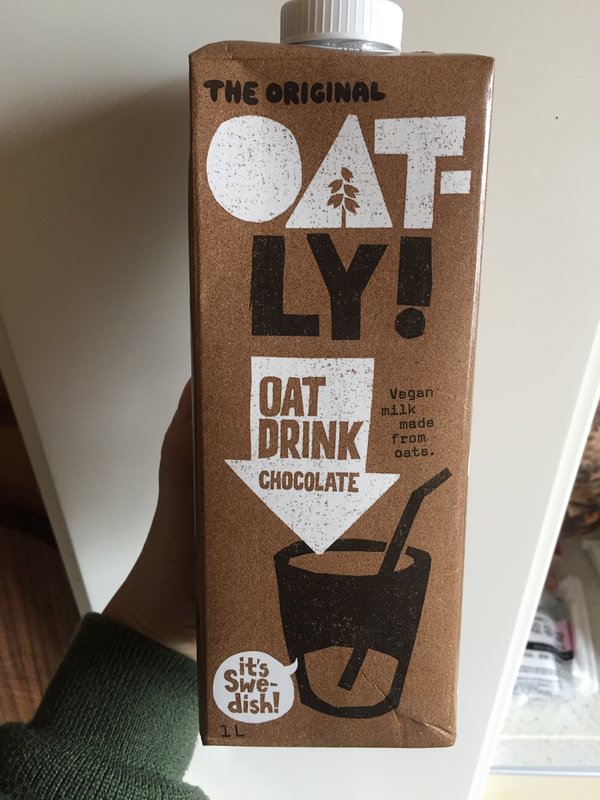 THE ORIGINAL
OAT-
LY!
OAT
DRINK
CHOCOLATE
Vegan
milk
made
from
oats.
it's
Swe-
dish!
1L